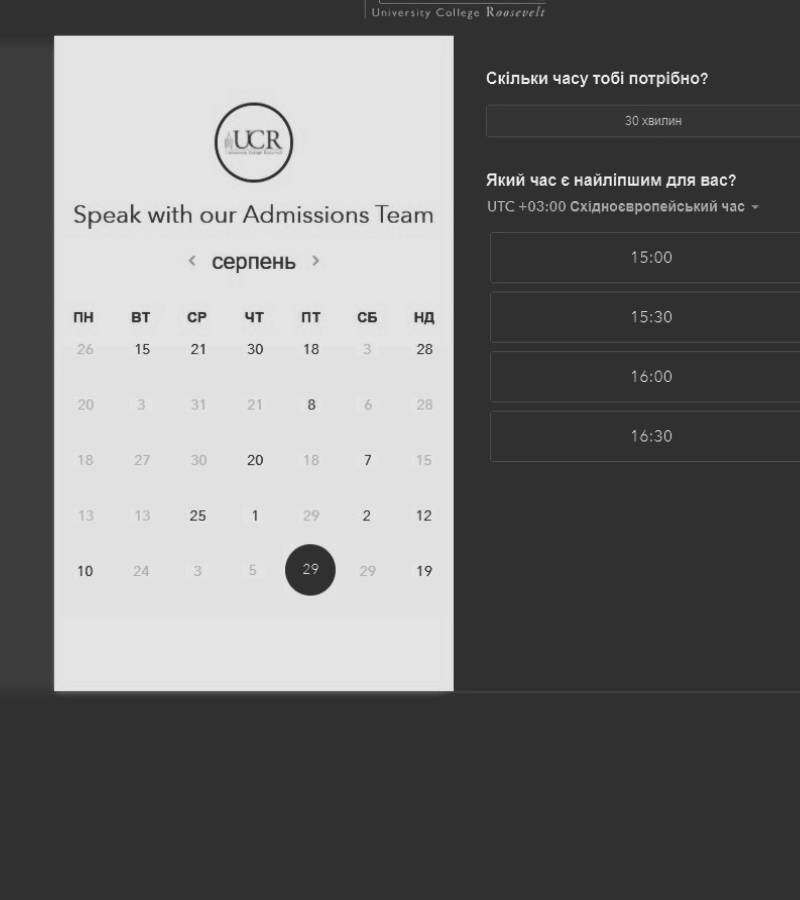 University College Roosevelt
UCR
Speak with our Admissions Team
серпень
ПН ВТ СР ЧТ ПТ СБ НД
26 15 21 30 18 3 28
20 3 31 21 8 6 28
18 27 30 20 18 7 15
13 13 25 1 29 2 12
10 24 3 5 29 29 19
Скільки часу тобі потрібно?
30 хвилин
Який час є найліпшим для вас?
UTC +03:00 Східноєвропейський час
15:00
15:30
16:00
16:30